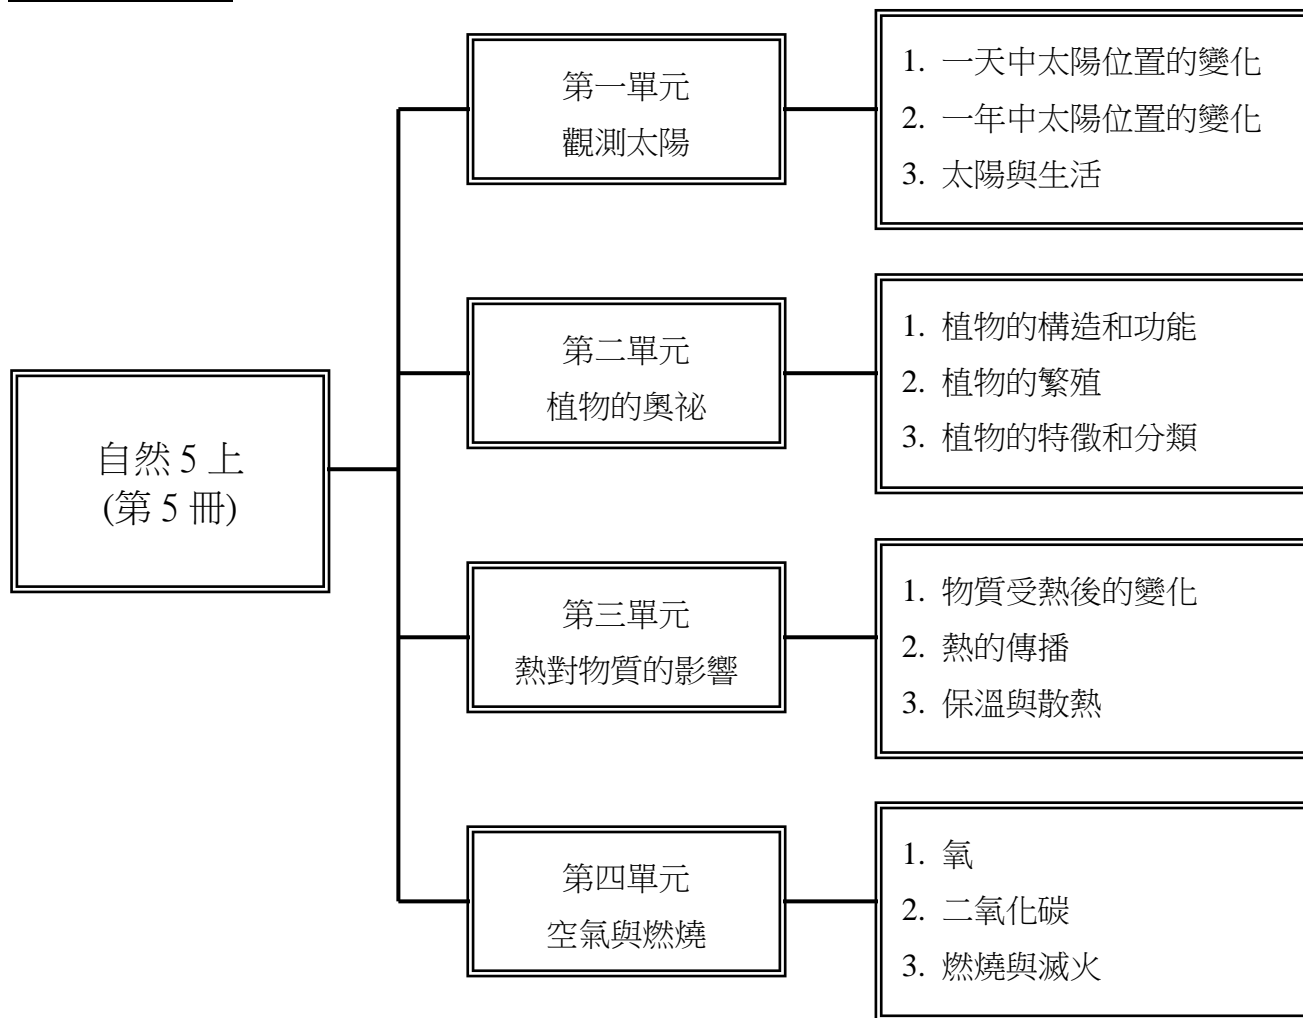 自然 5 上
(第 5 冊)
第一單元
觀測太陽
1. 一天中太陽位置的變化
2. 一年中太陽位置的變化
3. 太陽與生活
第二單元
植物的奧祕
1. 植物的構造和功能
2. 植物的繁殖
3. 植物的特徵和分類
第三單元
熱對物質的影響
1. 物質受熱後的變化
2. 熱的傳播
3. 保溫與散熱
第四單元
空氣與燃燒
1. 氧
2. 二氧化碳
3. 燃燒與滅火